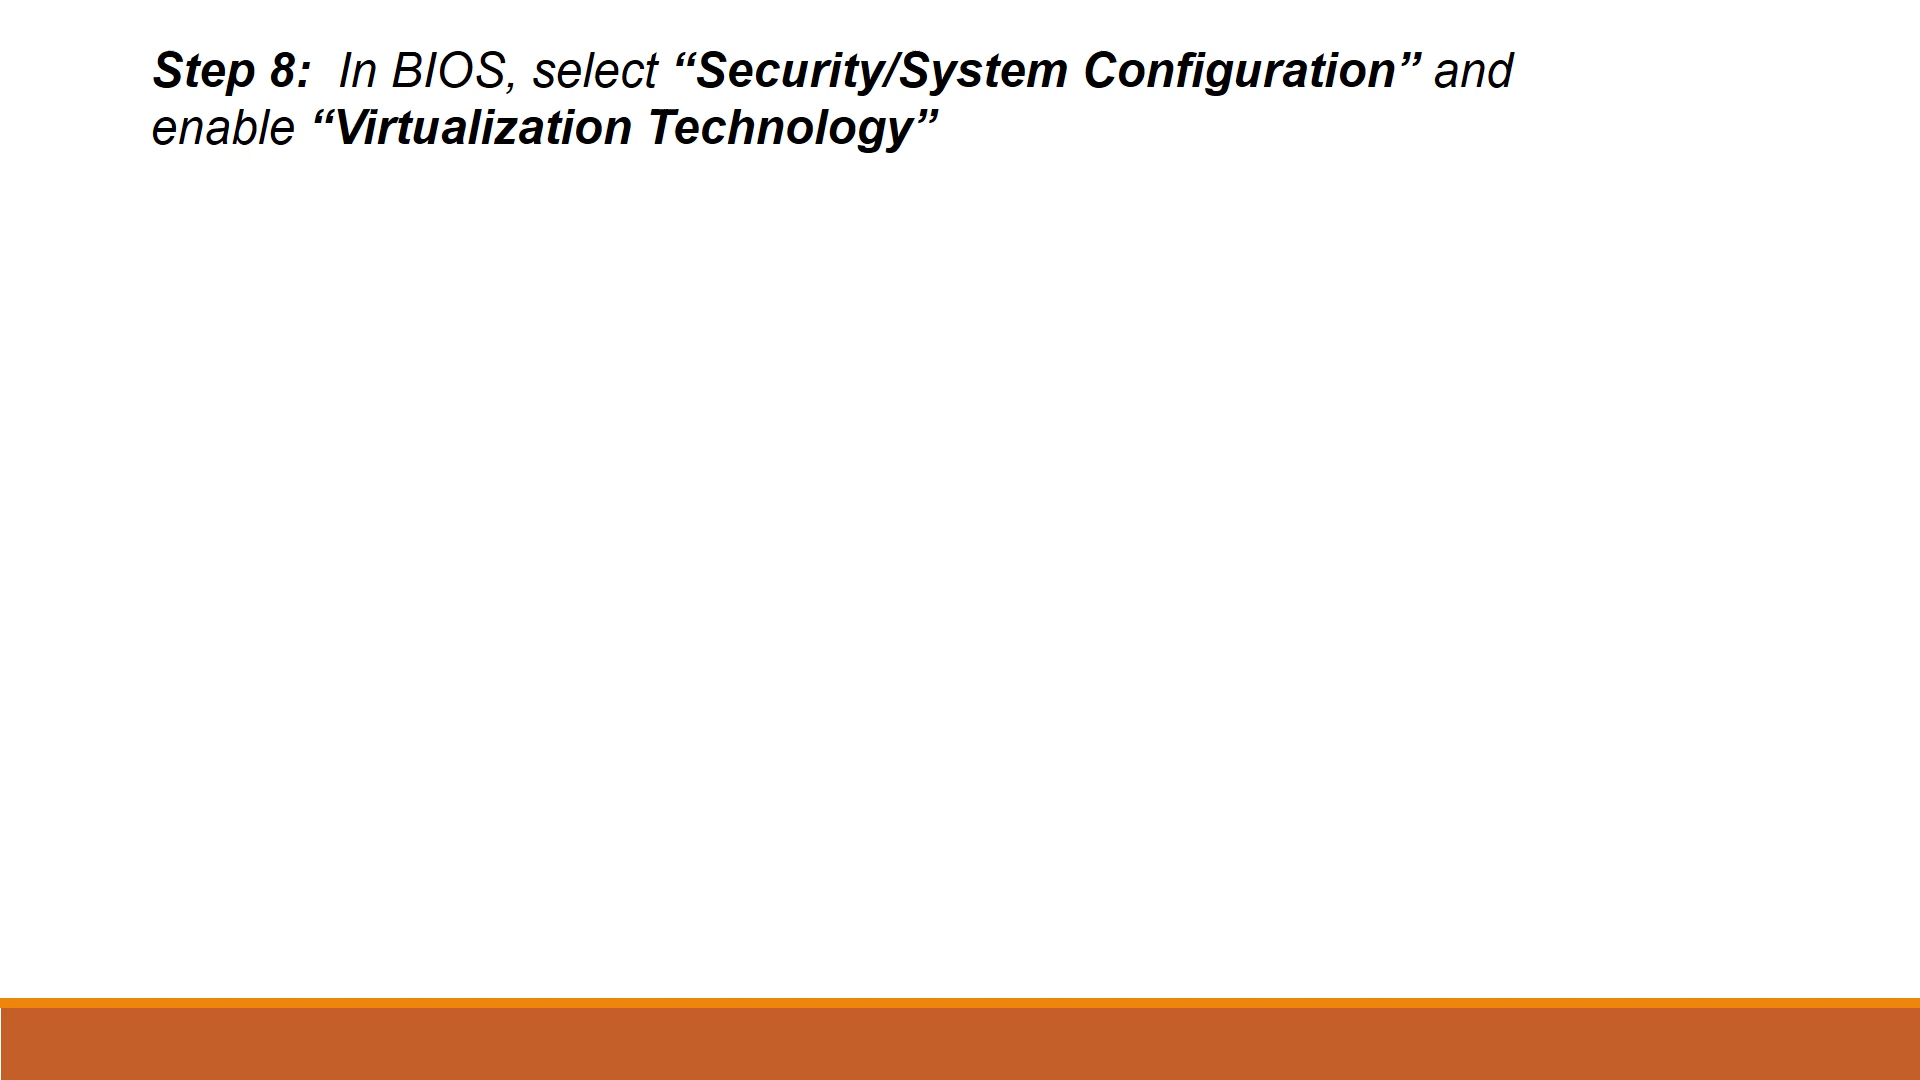 Step 8:  In BIOS, select “Security/System Configuration” and
enable “Virtualization Technology”